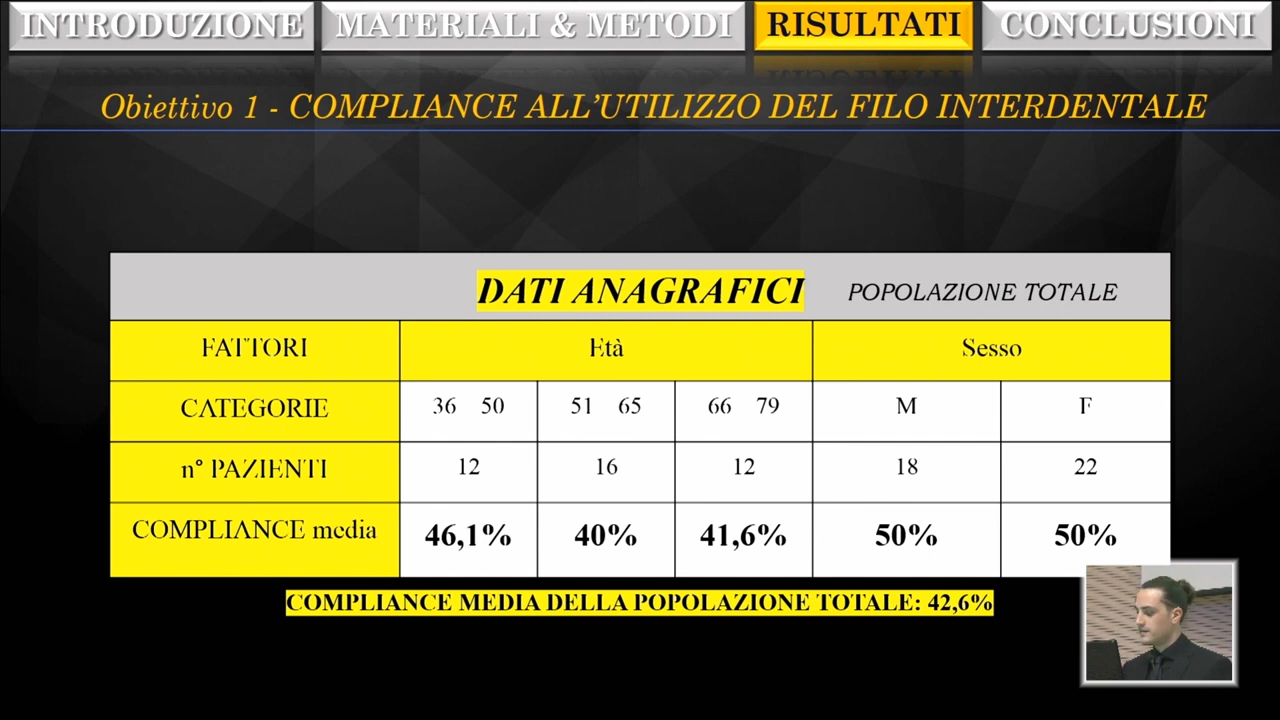 INTRODUZIONE MATERIALI & METODI RISULTATI CONCLUSIONI
Obiettivo 1 - COMPLIANCE ALL’UTILIZZO DEL FILO INTERDENTALE
DATI ANAGRAFICI POPOLAZIONE TOTALE
FATTORI Età Sesso
CATEGORIE 36 50 51 65 66 79 M F
n° PAZIENTI 12 16 12 18 22
COMPLIANCE media 46,1% 40% 41,6% 50% 50%
COMPLIANCE MEDIA DELLA POPOLAZIONE TOTALE: 42,6%